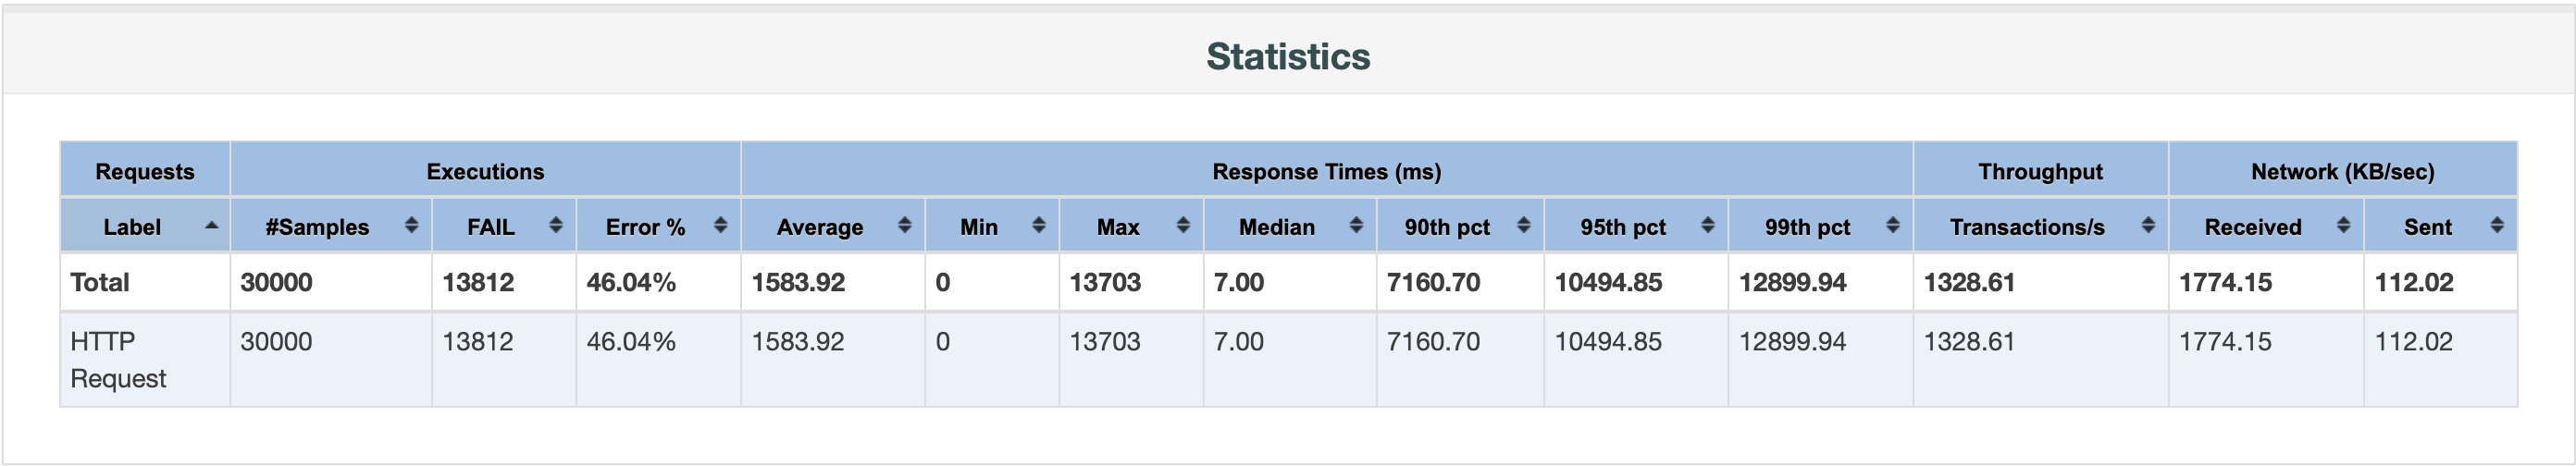 Statistics
Requests Executions Response Times (ms) Throughput Network (KB/sec)
Label #Samples FAIL Error % Average Min Max Median 90th pct 95th pct 99th pct Transactions/s Received Sent
Total 30000 13812 46.04% 1583.92 0 13703 7.00 7160.70 10494.85 12899.94 1328.61 1774.15 112.02
HTTP 30000 13812 46.04% 1583.92 0 13703 7.00 7160.70 10494.85 12899.94 1328.61 1774.15 112.02
Request